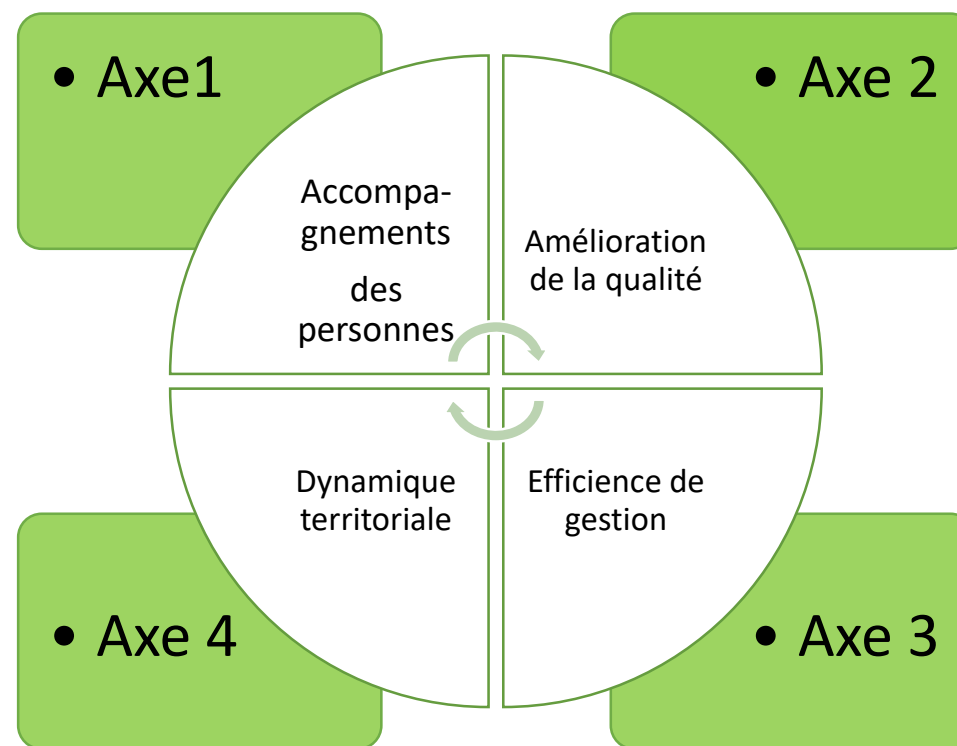 • Axe1
• Axe 2
Accompa-
gnements
des
personnes
Amélioration
de la qualité
Dynamique
territoriale
Efficience de
gestion
• Axe 4
• Axe 3